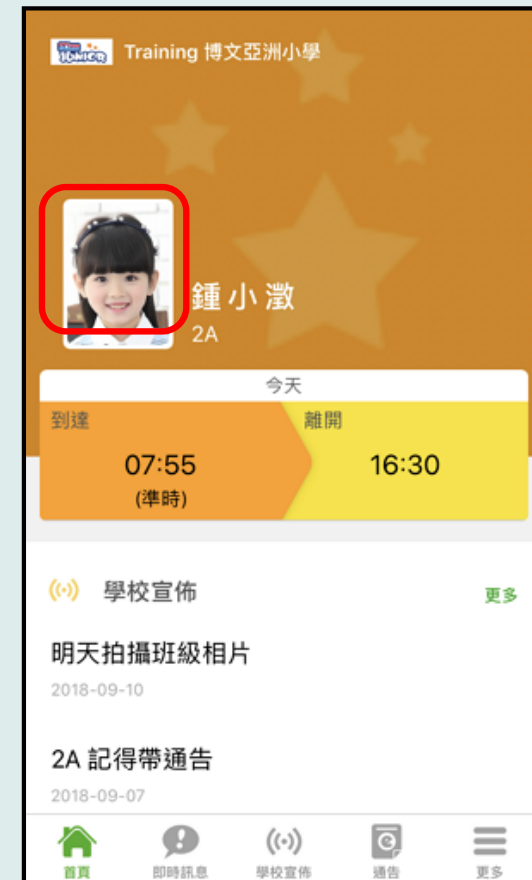 JUNIOR Training 博文亞洲小學
鍾小澂
2A
今天
到達 離開
07:55 16:30
(準時)
學校宣佈 更多
明天拍攝班級相片
2018-09-10
2A 記得帶通告
2018-09-07
首頁 即時訊息 學校宣佈 通告 更多